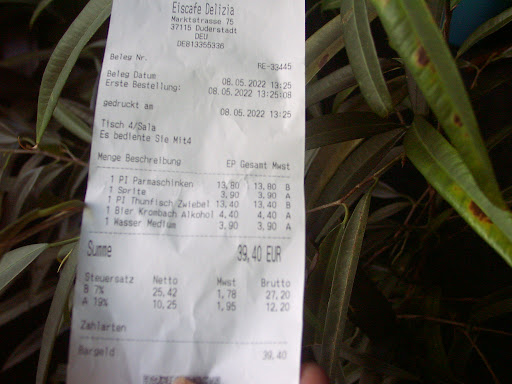 Eiscafe Delizia
Marktstrasse 75
37115 Duderstadt
DEU
DE813355336
Beleg Nr. RE-33445
Beleg Datum 08.05.2022 13:25
Erste Bestellung: 08.05.2022 13:25:08
gedruckt am 08.05.2022 13:25
Tisch 4/Sala
Es bediente Sie Mit4
Menge Beschreibung EP Gesamt Mwst
1 PI Parmaschinken 13,80 13,80 B
1 Sprite 3,90 3,90 A
1 PI Thunfisch Zwiebel 13,40 13,40 B
1 Bier Krombach Alkohol 4,40 4,40 A
1 Wasser Medium 3,90 3,90 A
Summe 39,40 EUR
Steuersatz Netto Mwst Brutto
B 7% 25,42 1,78 27,20
A 19% 10,25 1,95 12,20
Zahlarten
Bargeld 39,40